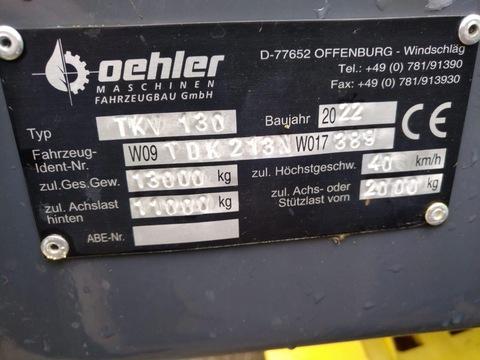 oehler
MASCHINEN
FAHRZEUGBAU GmbH
D-77652 OFFENBURG - Windschläg
Tel.: +49 (0) 781/91390
Fax: +49 (0) 781/913930
Typ TKV 130 Baujahr 2022 CE
Fahrzeug-Ident-Nr. W09 TDK213N W017 389
zul.Ges.Gew. 13000 kg zul. Höchstgeschw. 40 km/h
zul. Achslast hinten 11000 kg zul. Achs- oder Stützlast vorn 2000 kg
ABE-Nr.